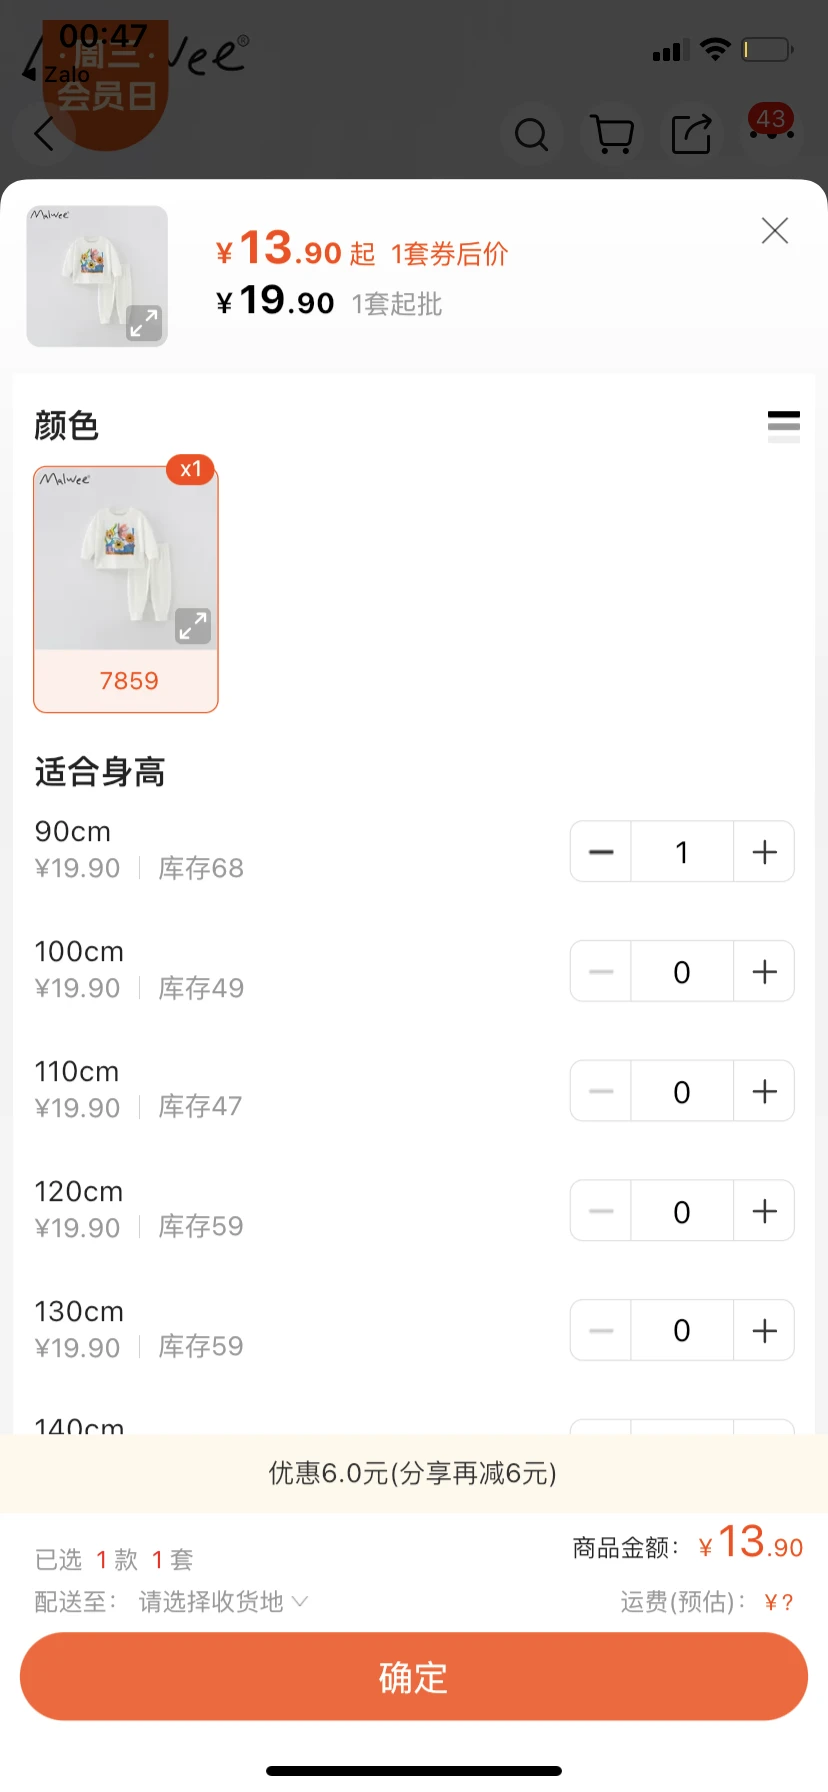 00:47
Zalo
周三
会员日
43
Malwee
¥13.90 起 1套券后价
¥19.90 1套起批
颜色
x1
Malwee
7859
适合身高
90cm
¥19.90 库存68
1
100cm
¥19.90 库存49
0
110cm
¥19.90 库存47
0
120cm
¥19.90 库存59
0
130cm
¥19.90 库存59
0
140cm
优惠6.0元(分享再减6元)
已选 1 款 1 套
商品金额： ¥13.90
配送至： 请选择收货地
运费(预估)： ¥?
确定